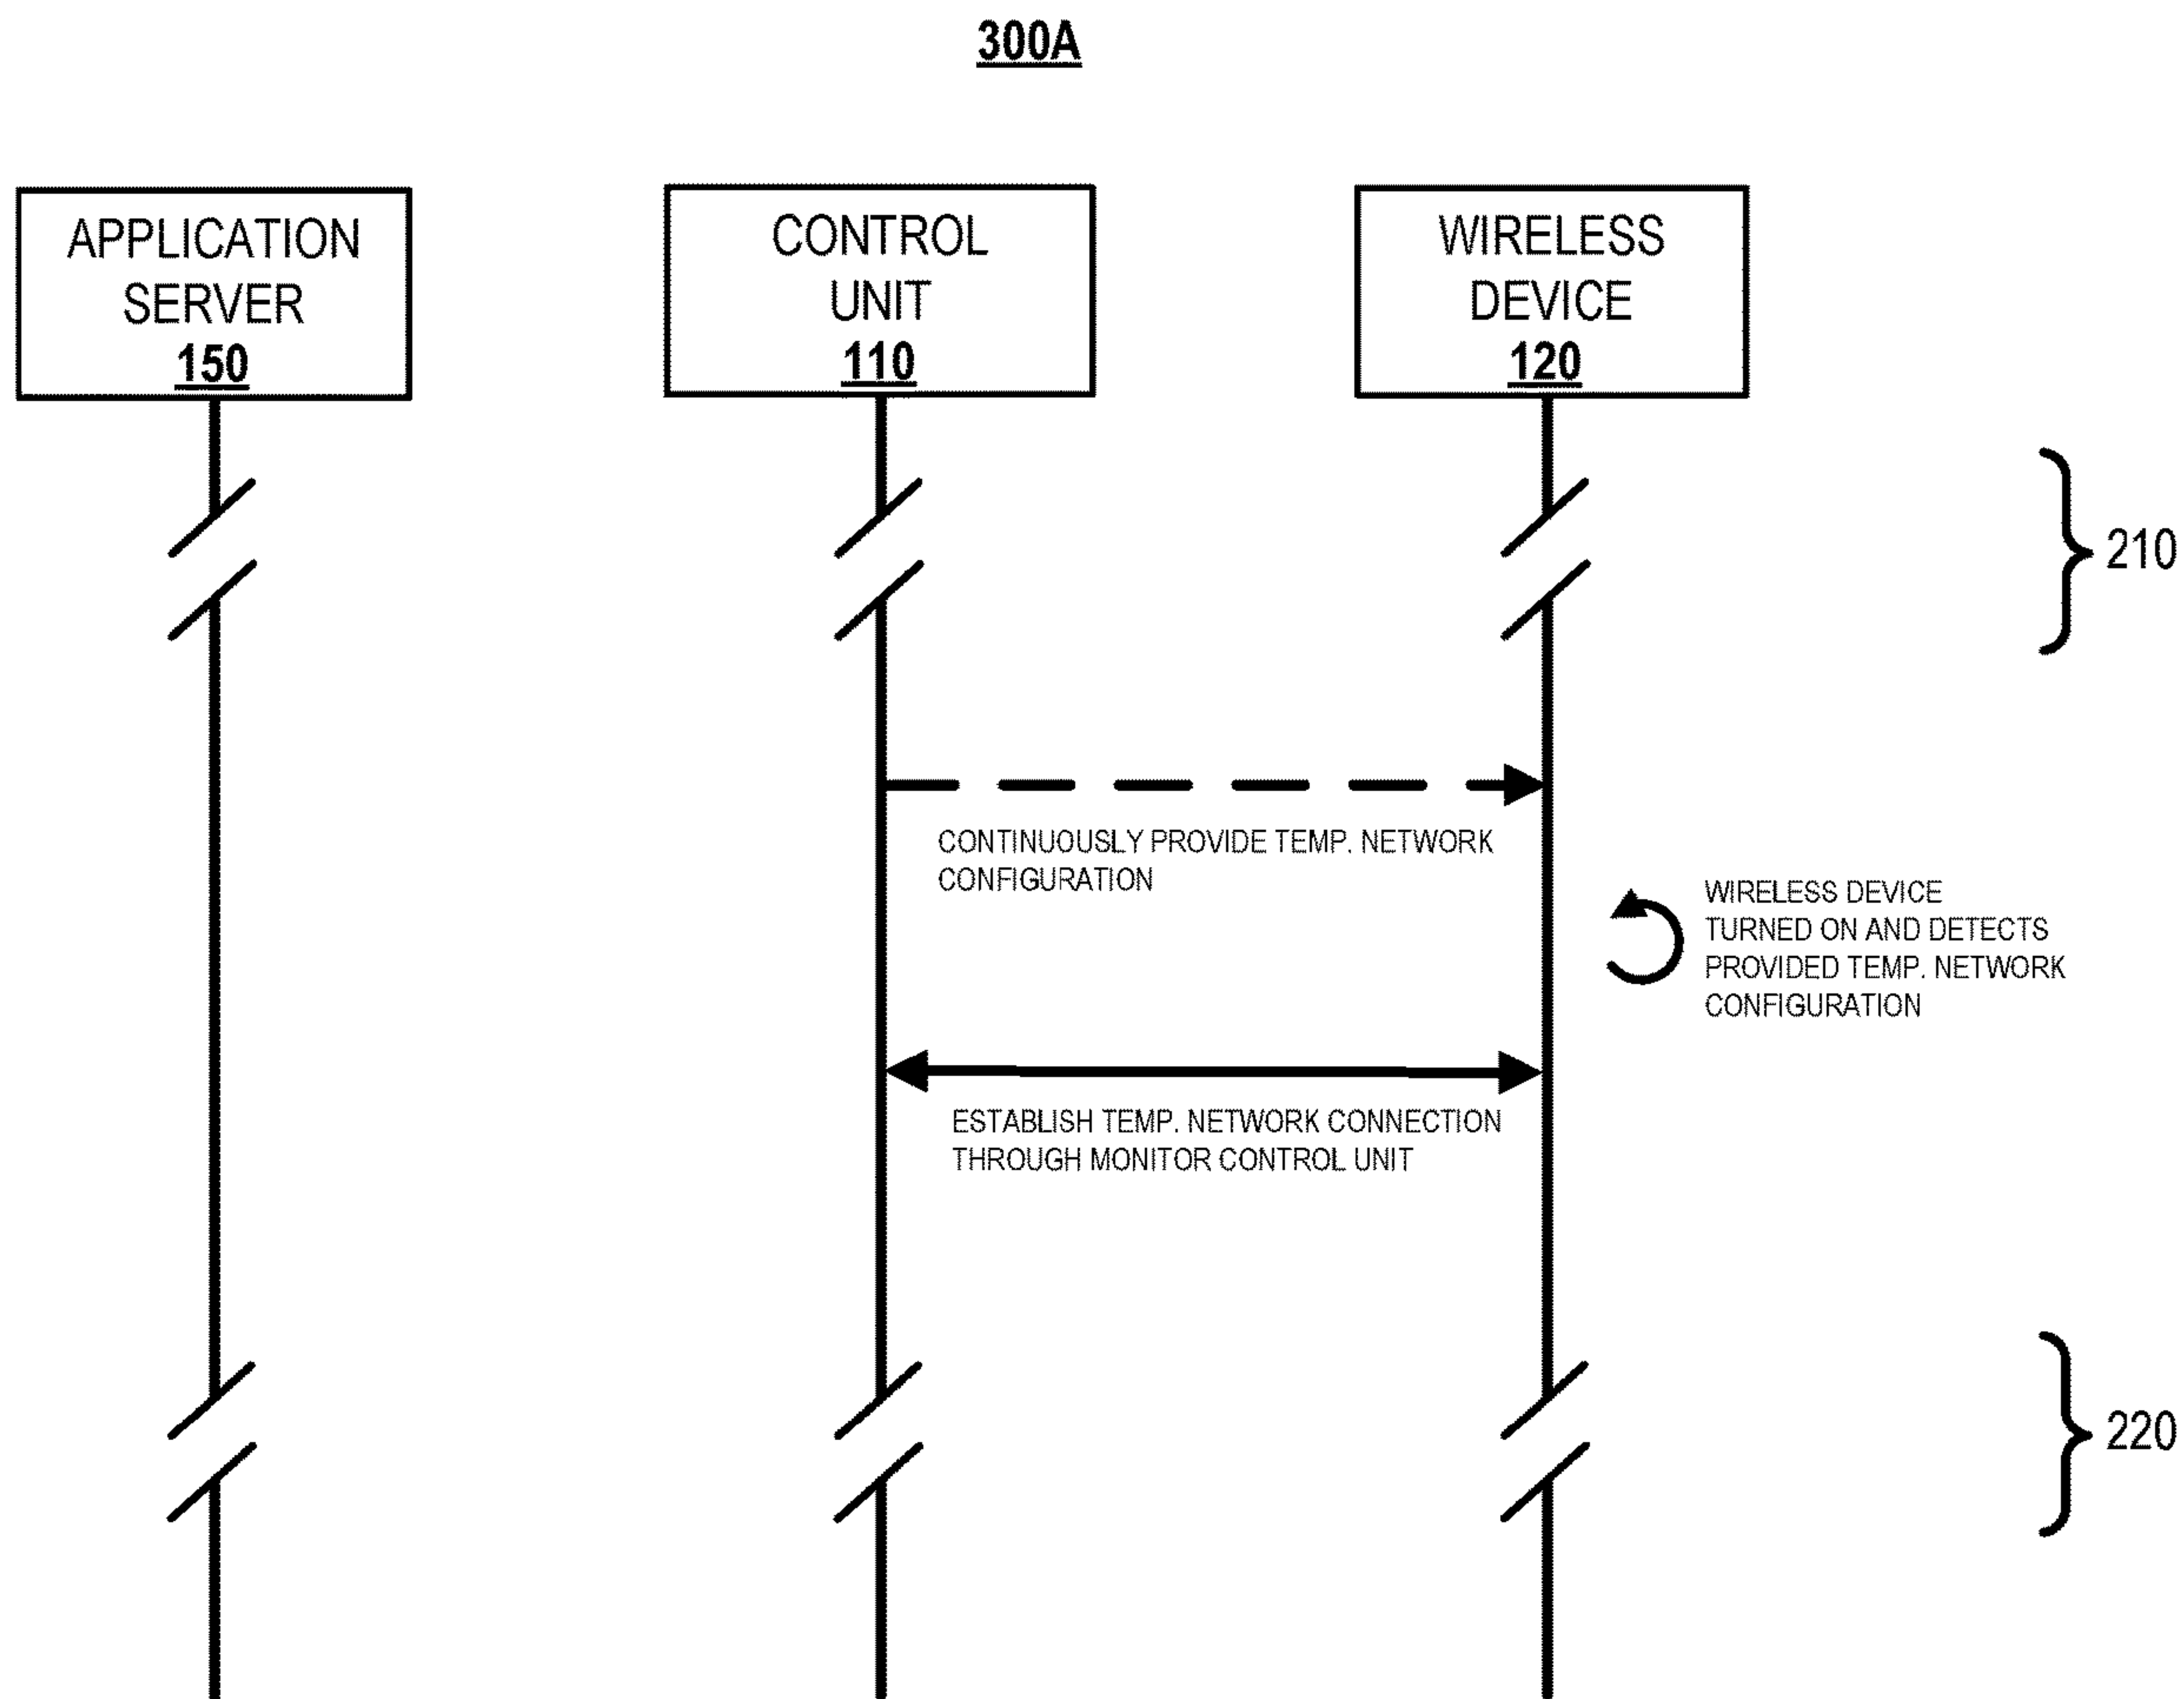 300A
APPLICATION
SERVER
150
CONTROL
UNIT
110
WIRELESS
DEVICE
120
210
CONTINUOUSLY PROVIDE TEMP. NETWORK
CONFIGURATION
WIRELESS DEVICE
TURNED ON AND DETECTS
PROVIDED TEMP. NETWORK
CONFIGURATION
ESTABLISH TEMP. NETWORK CONNECTION
THROUGH MONITOR CONTROL UNIT
220